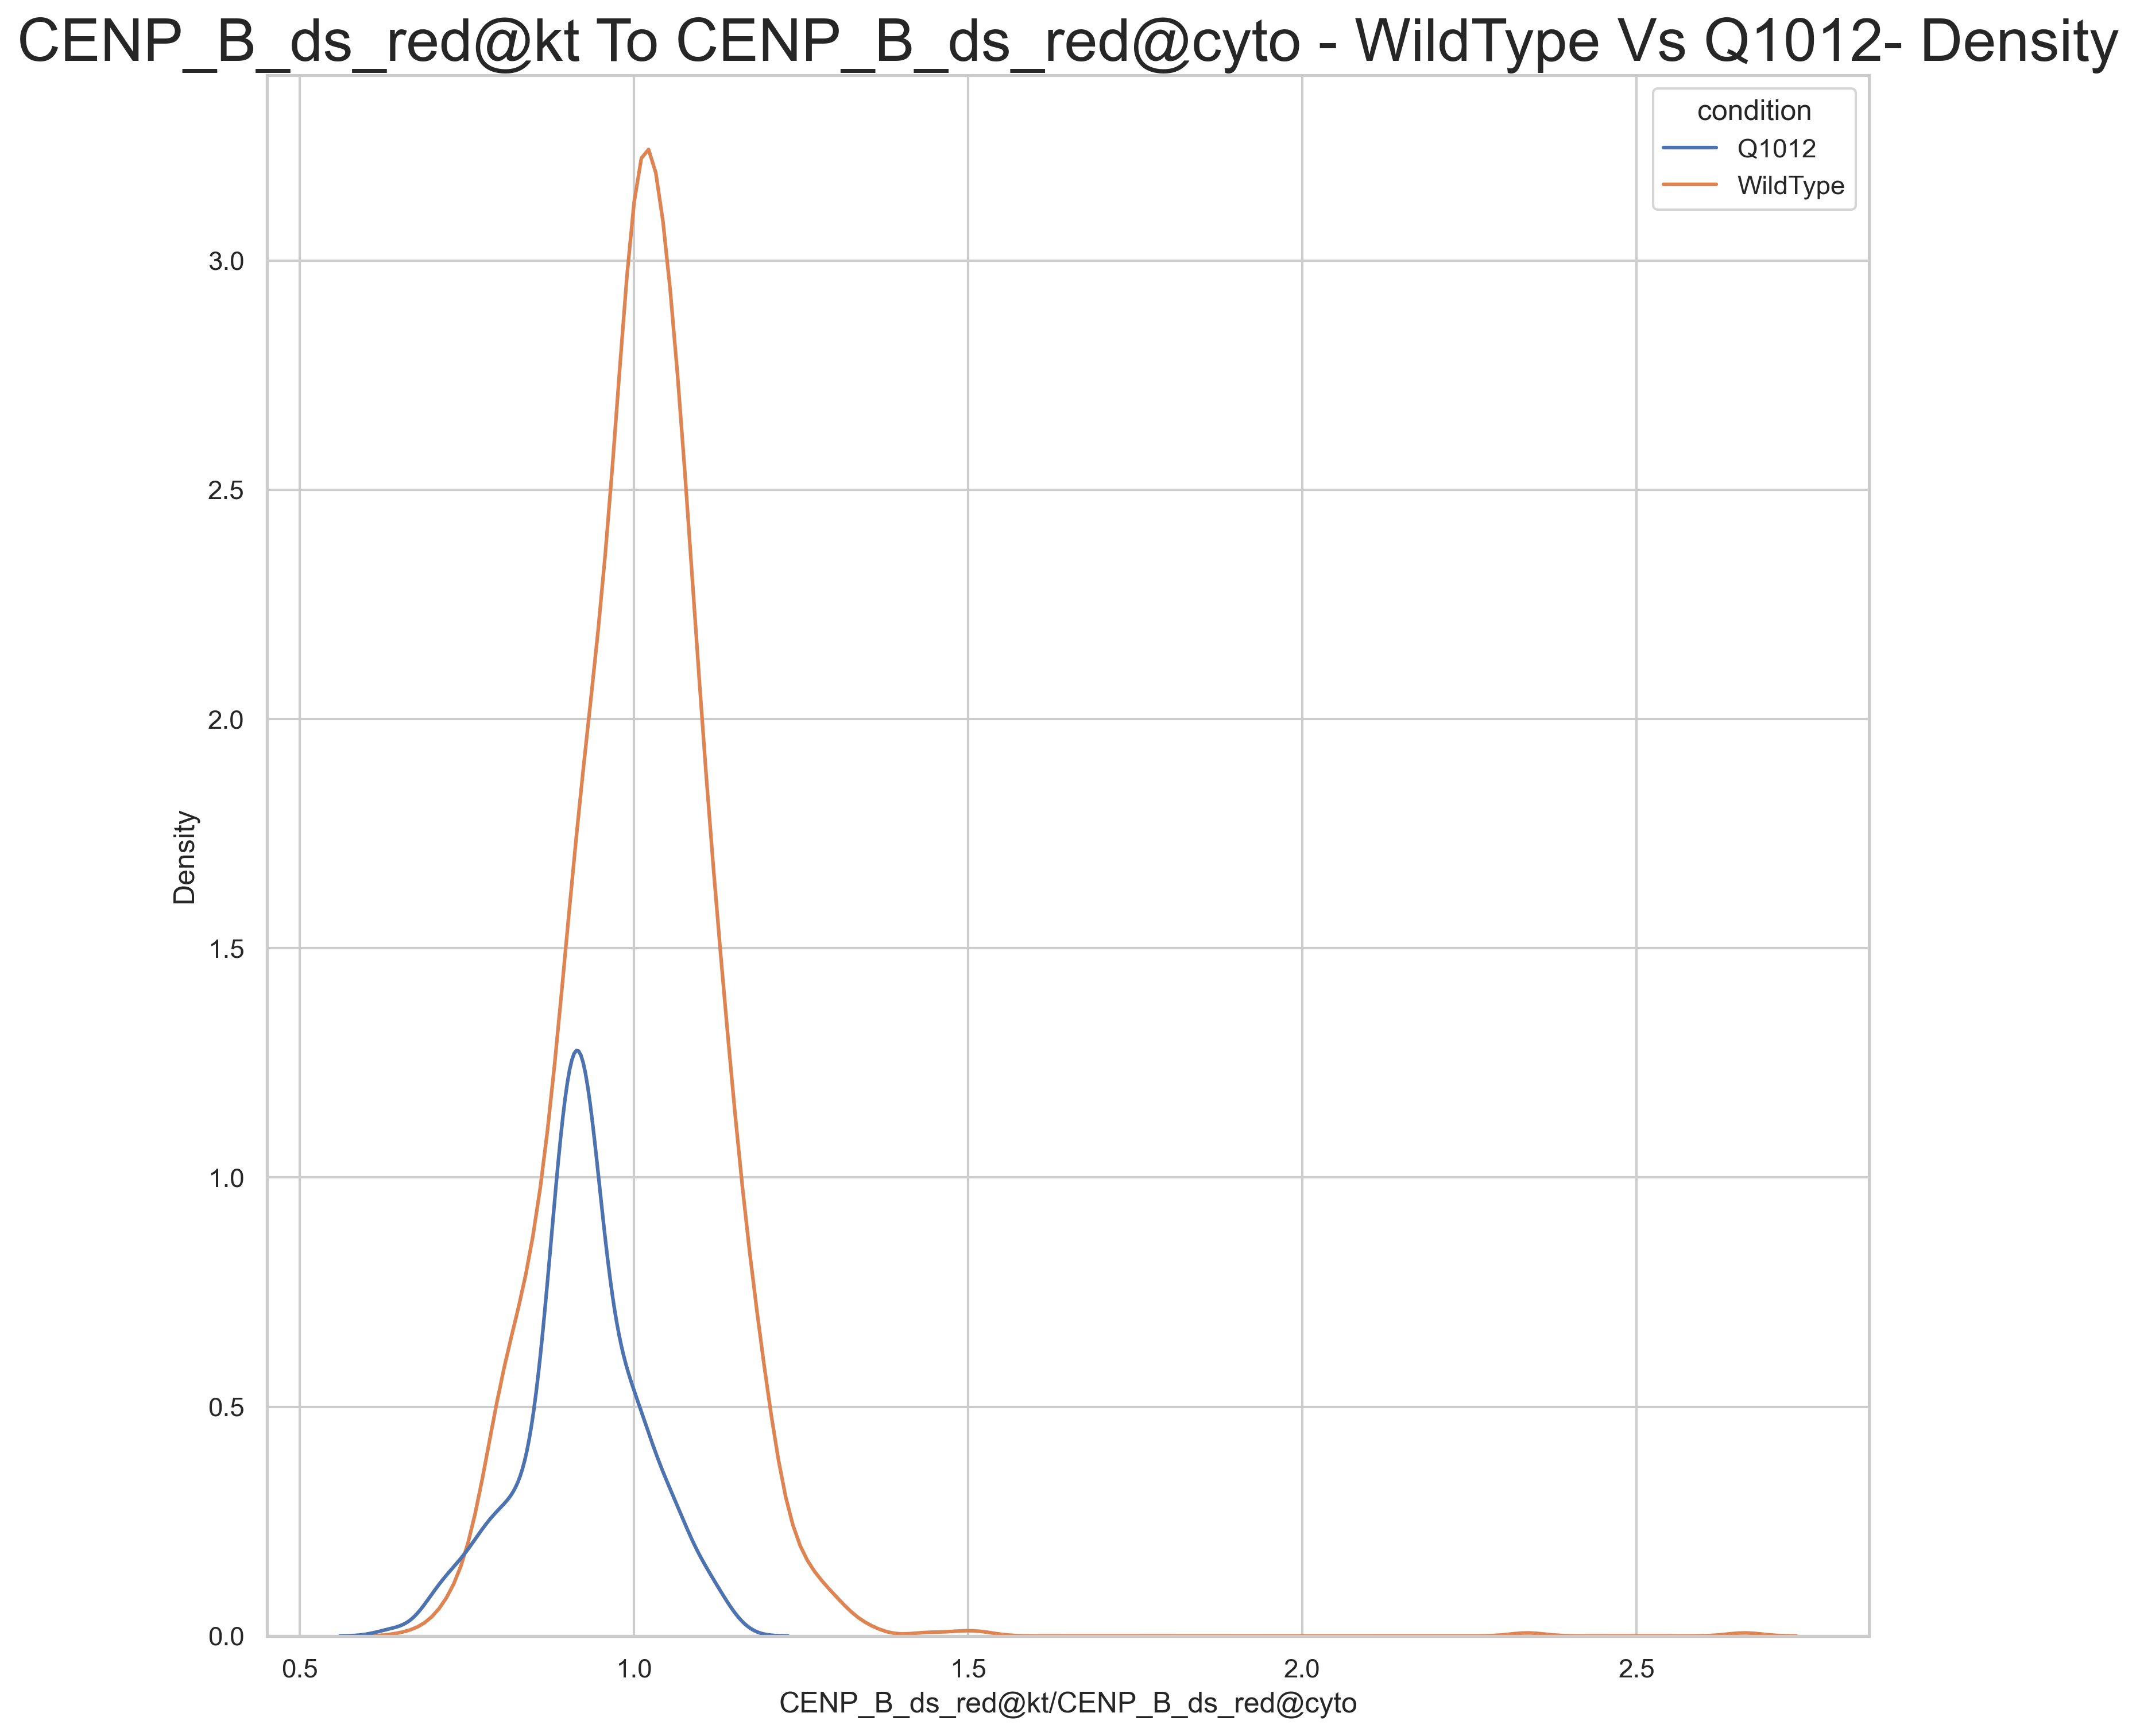 CENP_B_ds_red@kt To CENP_B_ds_red@cyto - WildType Vs Q1012- Density
condition
Q1012
WildType
3.0
2.5
2.0
1.5
1.0
0.5
0.0
Density
0.5 1.0 1.5 2.0 2.5
CENP_B_ds_red@kt/CENP_B_ds_red@cyto